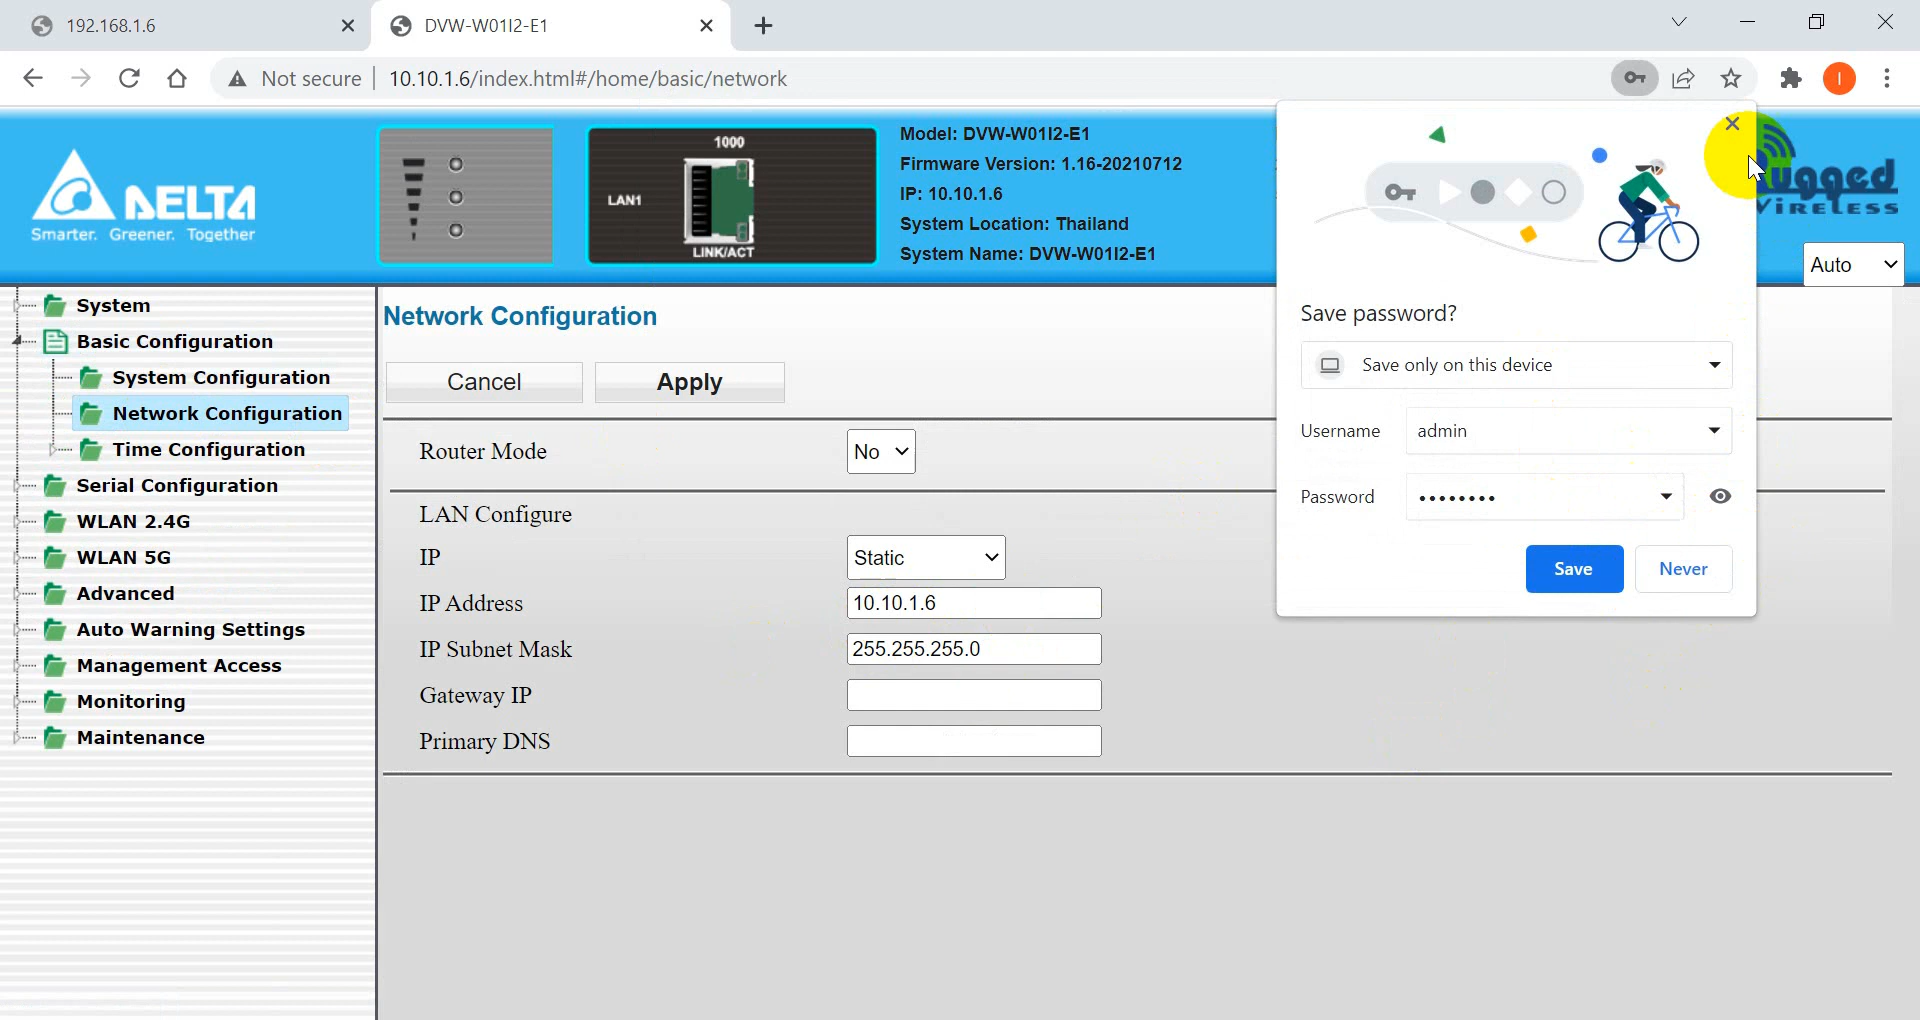 192.168.1.6
DVW-W01I2-E1
Not secure
10.10.1.6/index.html#/home/basic/network
I
DELTA
Smarter. Greener. Together
1000
LAN1
LINK/ACT
Model: DVW-W01I2-E1
Firmware Version: 1.16-20210712
IP: 10.10.1.6
System Location: Thailand
System Name: DVW-W01I2-E1
Auto
System
Basic Configuration
System Configuration
Network Configuration
Time Configuration
Serial Configuration
WLAN 2.4G
WLAN 5G
Advanced
Auto Warning Settings
Management Access
Monitoring
Maintenance
Network Configuration
Cancel
Apply
Router Mode
No
LAN Configure
IP
Static
IP Address
10.10.1.6
IP Subnet Mask
255.255.255.0
Gateway IP
Primary DNS
Save password?
Save only on this device
Username
admin
Password
••••••••
Save
Never